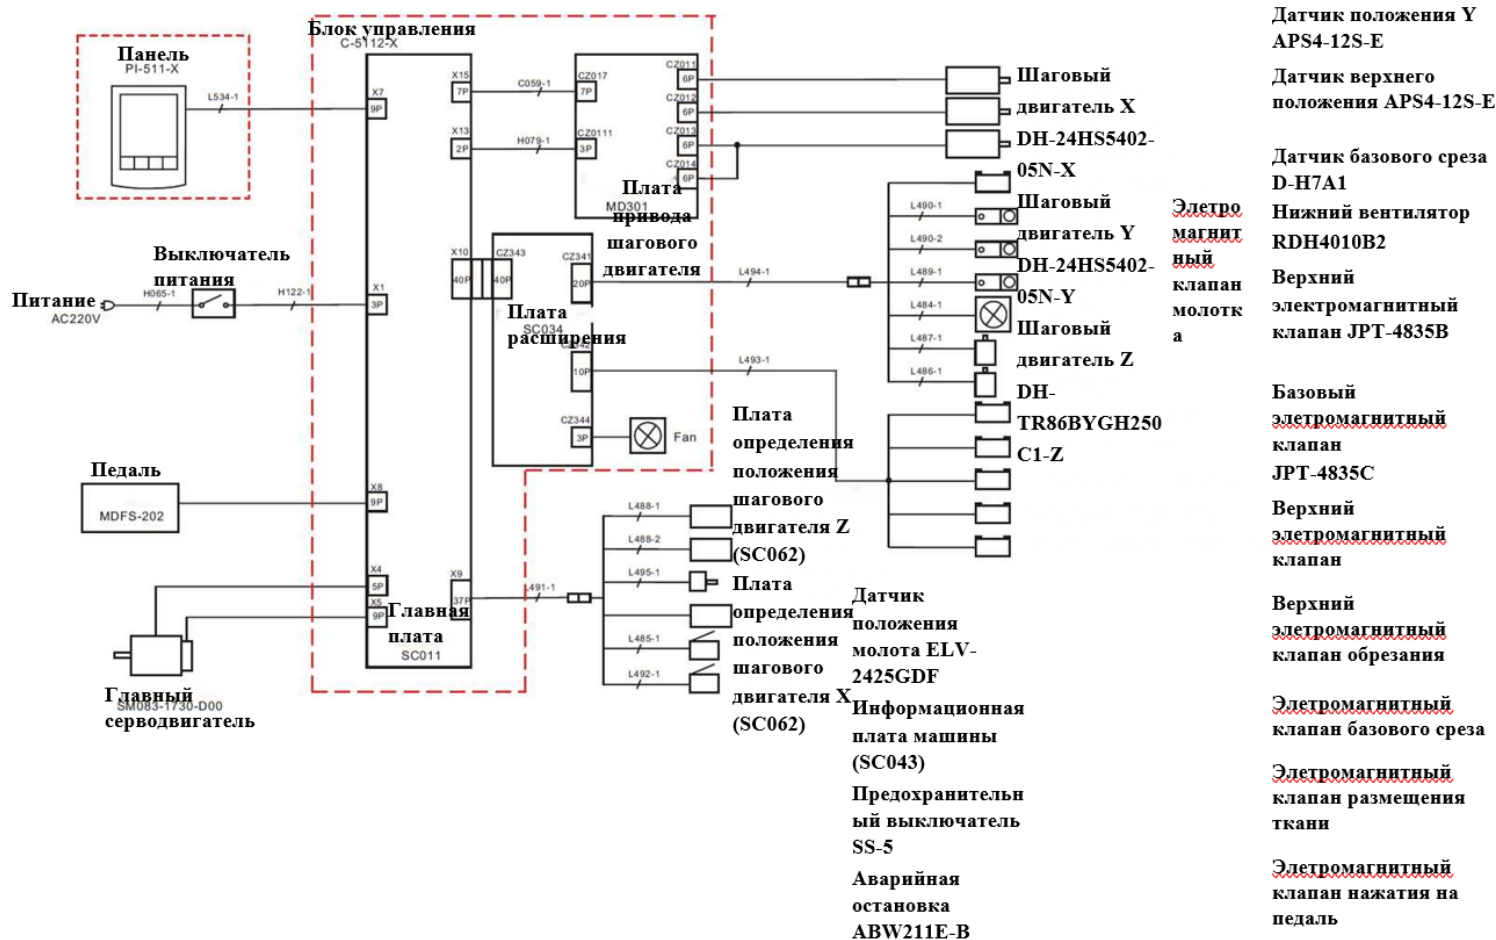 Блок управления
C-5112-X
Панель
PI-511-X
L534-1
X7
9P
X15
7P
C059-1
CZ017
7P
X13
2P
H079-1
CZ0111
3P
CZ011
6P
CZ012
6P
CZ013
6P
CZ014
6P
Плата
MD301
привода
шагового
двигателя
Выключатель
питания
Питание
AC220V
H065-1
H122-1
X1
3P
X10
40P
CZ343
40P
CZ341
20P
Плата
SC034
расширения
CZ342
10P
CZ344
3P
Fan
L494-1
L493-1
Педаль
MDFS-202
X8
9P
X4
5P
X5
9P
Главная
плата
SC011
X9
37P
L491-1
Главный
SM083-1730-D00
серводвигатель
L488-1
L488-2
L495-1
L485-1
L492-1
Плата
определения
положения
шагового
двигателя Z
(SC062)
Плата
определения
положения
шагового
двигателя X
(SC062)
Датчик
положения
молота ELV-
2425GDF
Информационная
плата машины
(SC043)
Предохранительн
ый выключатель
SS-5
Аварийная
остановка
ABW211E-B
L490-1
L490-2
L489-1
L484-1
L487-1
L486-1
Шаговый
двигатель X
DH-24HS5402-
05N-X
Шаговый
двигатель Y
DH-24HS5402-
05N-Y
Шаговый
двигатель Z
DH-
TR86BYGH250
C1-Z
Элетро
магнит
ный
клапан
молотк
а
Датчик положения Y
APS4-12S-E
Датчик верхнего
положения APS4-12S-E
Датчик базового среза
D-H7A1
Нижний вентилятор
RDH4010B2
Верхний
электромагнитный
клапан JPT-4835B
Базовый
элетромагнитный
клапан
JPT-4835C
Верхний
элетромагнитный
клапан
Верхний
элетромагнитный
клапан обрезания
Элетромагнитный
клапан базового среза
Элетромагнитный
клапан размещения
ткани
Элетромагнитный
клапан нажатия на
педаль